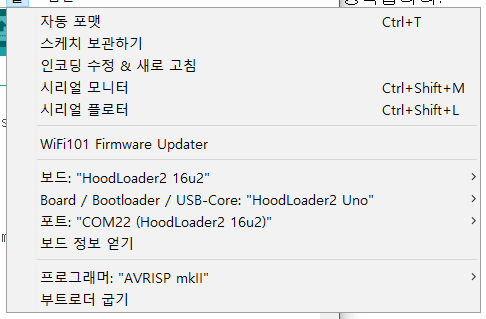 자동 포맷 Ctrl+T
스케치 보관하기
인코딩 수정 & 새로 고침
시리얼 모니터 Ctrl+Shift+M
시리얼 플로터 Ctrl+Shift+L
WiFi101 Firmware Updater
보드: "HoodLoader2 16u2"
Board / Bootloader / USB-Core: "HoodLoader2 Uno"
포트: "COM22 (HoodLoader2 16u2)"
보드 정보 얻기
프로그래머: "AVRISP mkII"
부트로더 굽기